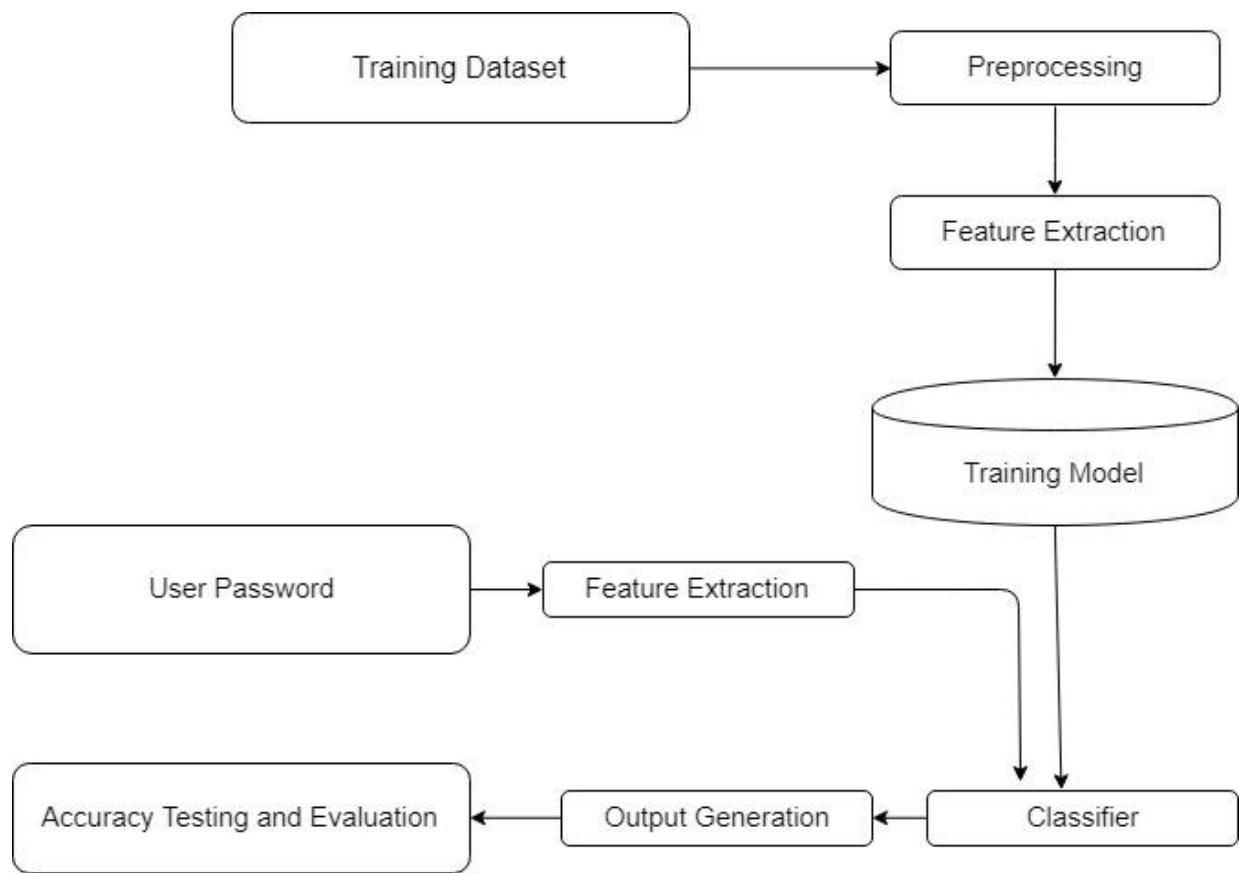 Training Dataset
Preprocessing
Feature Extraction
Training Model
User Password
Feature Extraction
Accuracy Testing and Evaluation
Output Generation
Classifier